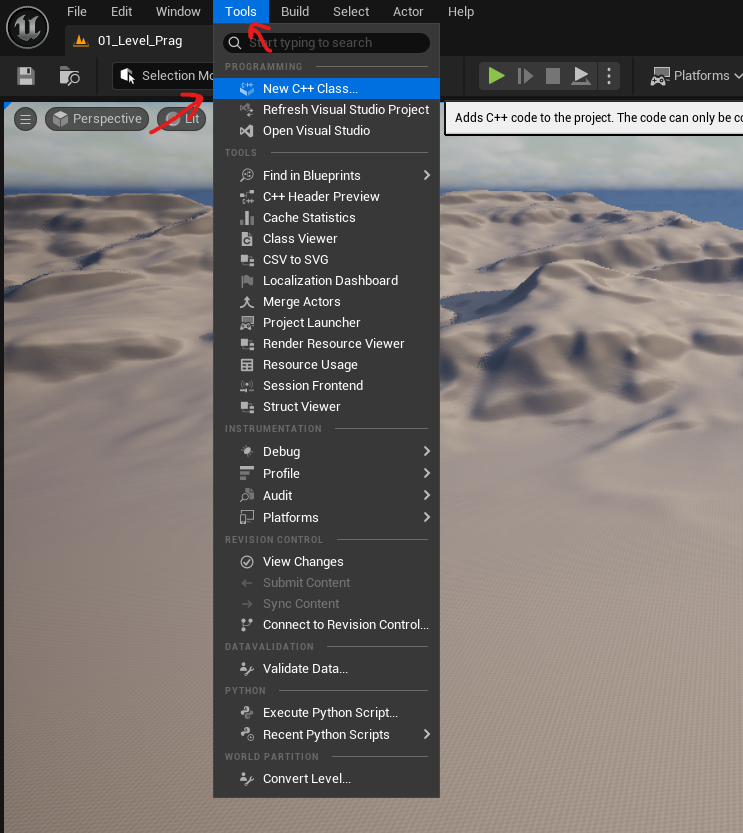 File Edit Window Tools Build Select Actor Help
01_Level_Prag
Start typing to search
Selection Mo
Platforms
PROGRAMMING
New C++ Class...
Refresh Visual Studio Project
Open Visual Studio
Adds C++ code to the project. The code can only be co
Perspective
Lit
TOOLS
Find in Blueprints
C++ Header Preview
Cache Statistics
Class Viewer
CSV to SVG
Localization Dashboard
Merge Actors
Project Launcher
Render Resource Viewer
Resource Usage
Session Frontend
Struct Viewer
INSTRUMENTATION
Debug
Profile
Audit
Platforms
REVISION CONTROL
View Changes
Submit Content
Sync Content
Connect to Revision Control...
DATAVALIDATION
Validate Data...
PYTHON
Execute Python Script...
Recent Python Scripts
WORLD PARTITION
Convert Level...